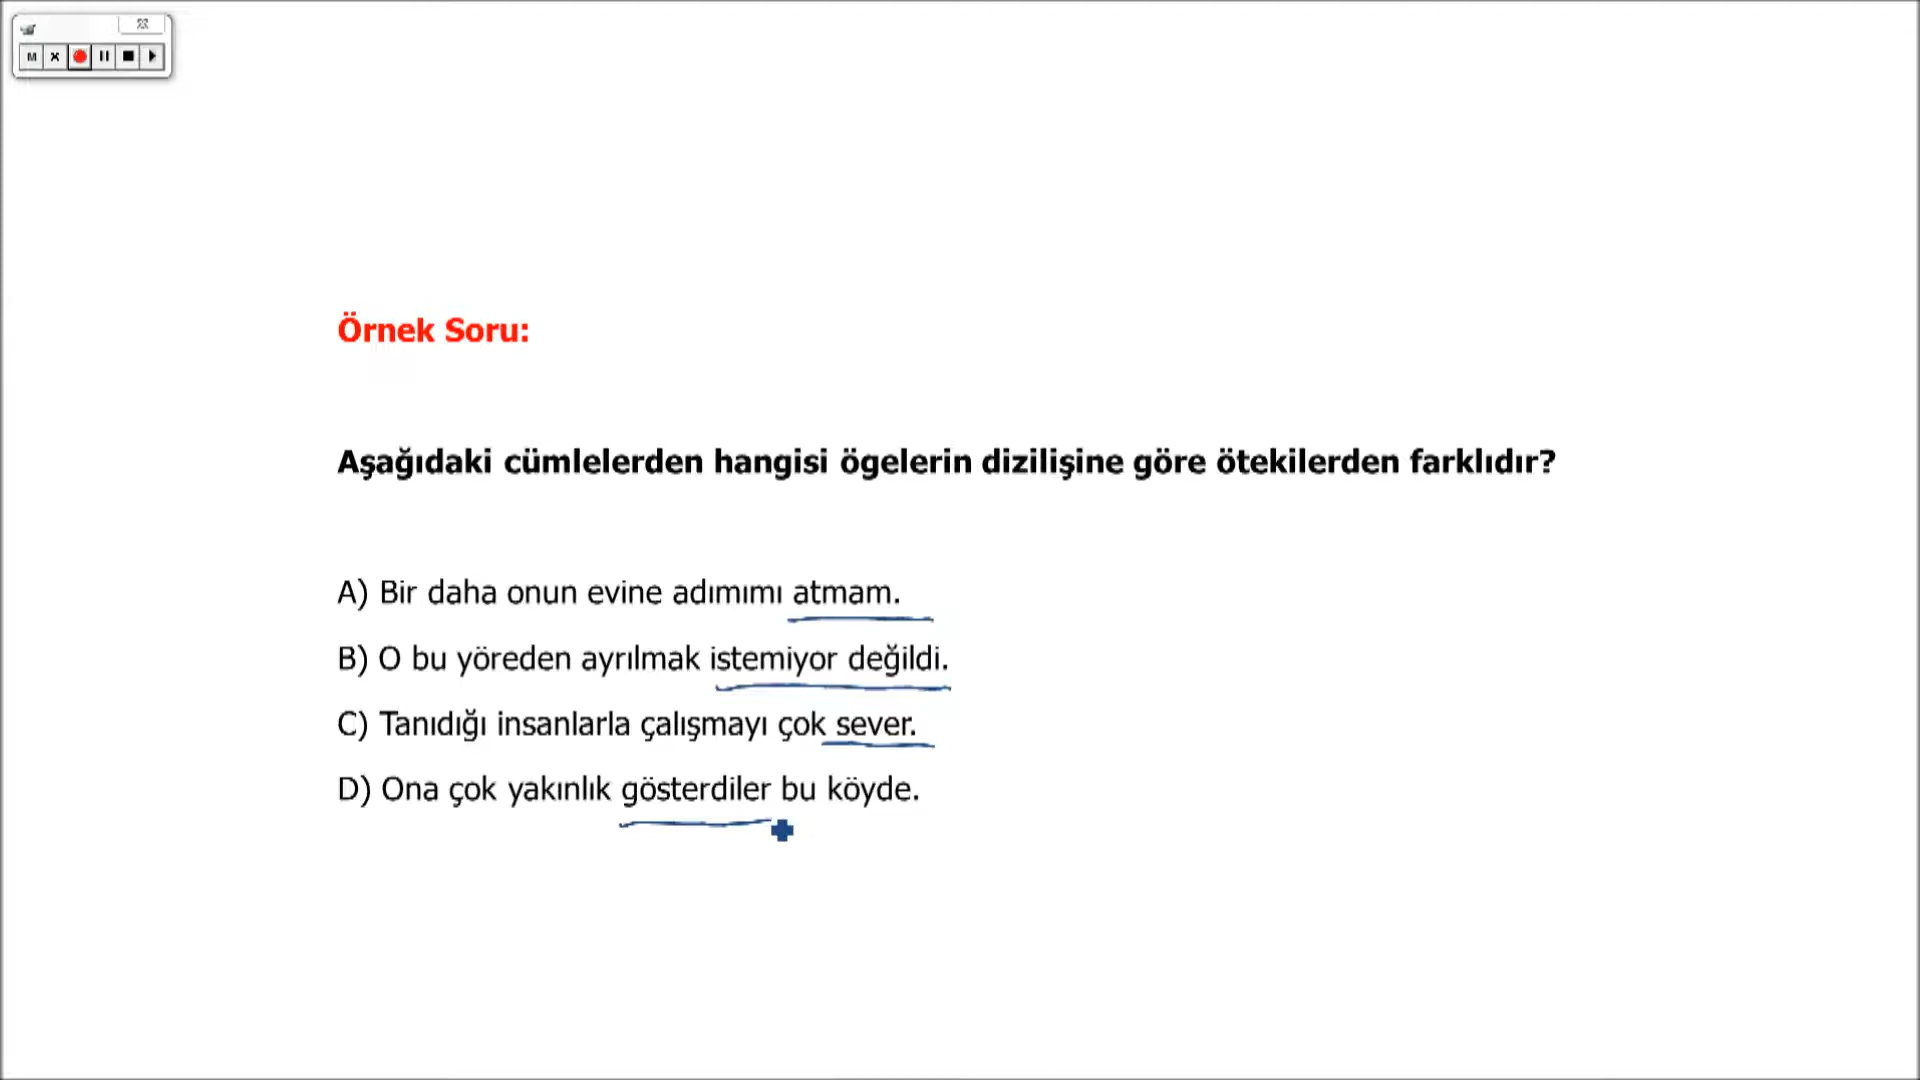 M
Örnek Soru:
Aşağıdaki cümlelerden hangisi ögelerin dizilişine göre ötekilerden farklıdır?
A) Bir daha onun evine adımımı atmam.
B) O bu yöreden ayrılmak istemiyor değildi.
C) Tanıdığı insanlarla çalışmayı çok sever.
D) Ona çok yakınlık gösterdiler bu köyde.